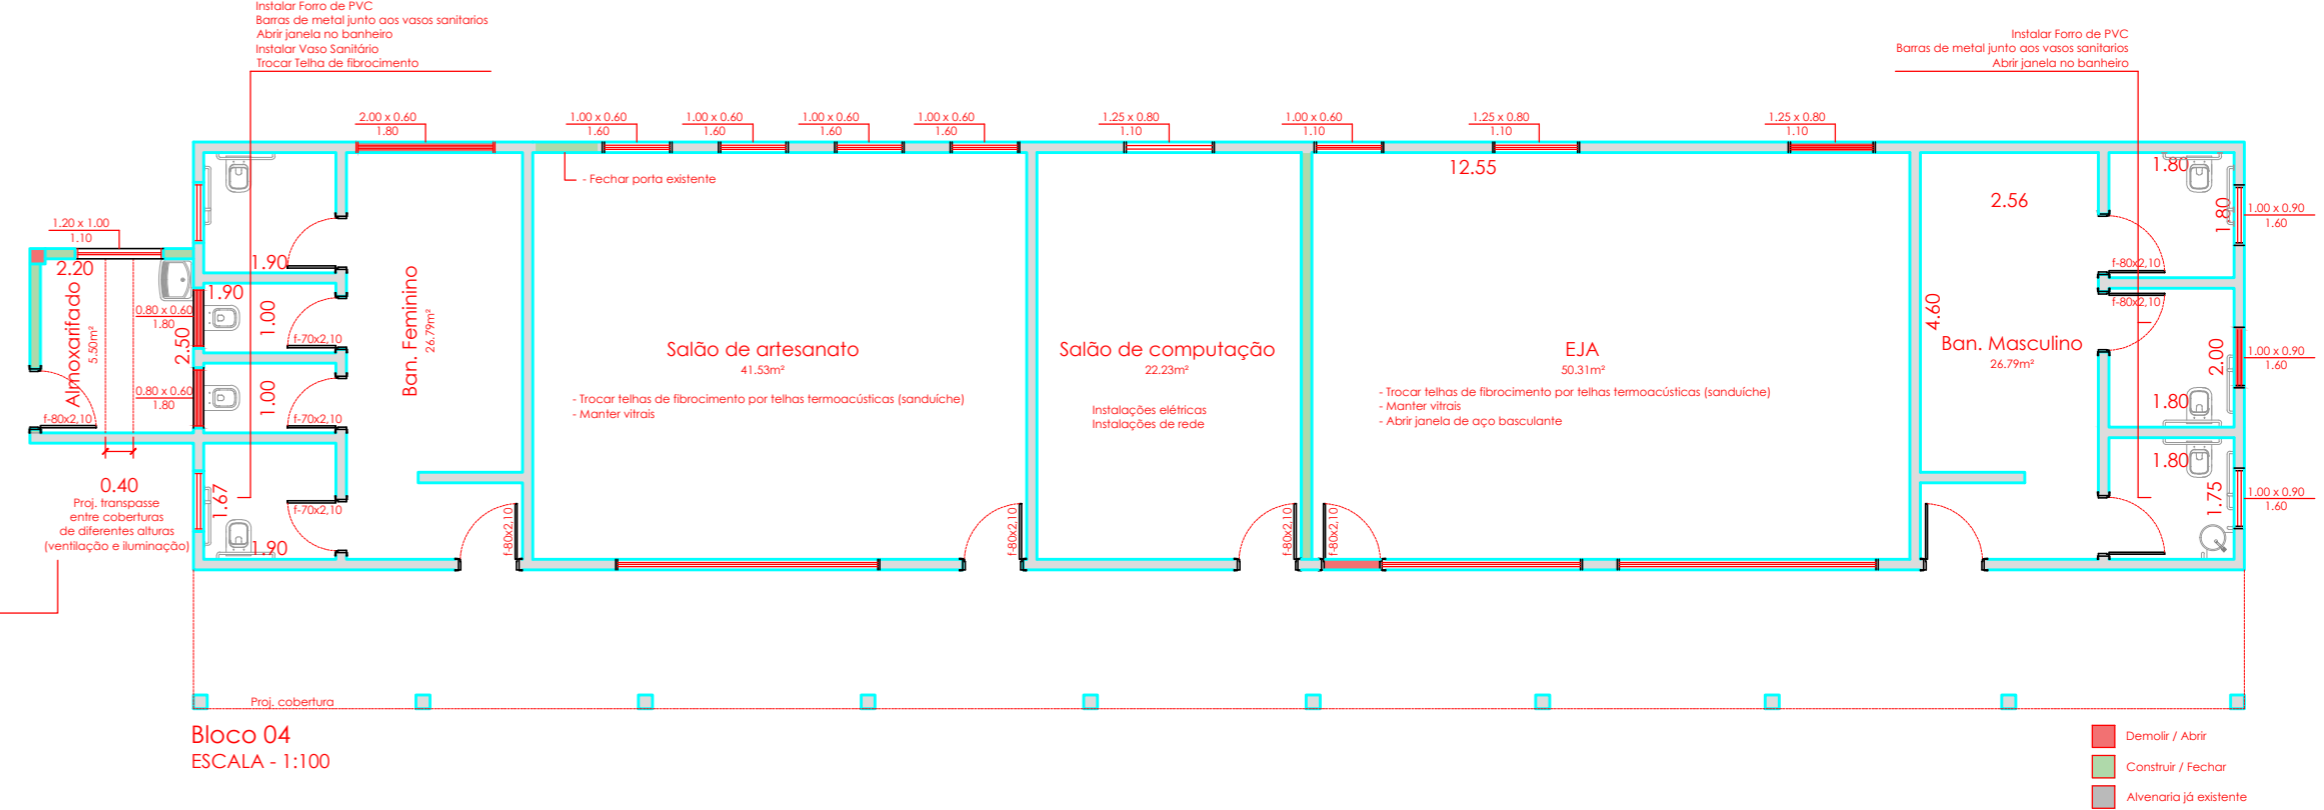 Instalar Forro de PVC
Barras de metal junto aos vasos sanitarios
Abrir janela no banheiro
Instalar Vaso Sanitário
Trocar Telha de fibrocimento
Instalar Forro de PVC
Barras de metal junto aos vasos sanitarios
Abrir janela no banheiro
2.00 x 0.60
1.80
1.00 x 0.60
1.60
1.00 x 0.60
1.60
1.00 x 0.60
1.60
1.00 x 0.60
1.60
1.25 x 0.80
1.10
1.00 x 0.60
1.10
1.25 x 0.80
1.10
1.25 x 0.80
1.10
- Fechar porta existente
12.55
2.56
1.80
1.80
1.00 x 0.90
1.60
1.20 x 1.00
1.10
2.20
Almoxarifado
5.50m²
0.80 x 0.60
1.80
2.50
0.80 x 0.60
1.80
f-80x2,10
1.90
1.90
1.00
f-70x2,10
1.00
f-70x2,10
1.67
f-70x2,10
1.90
Ban. Feminino
26.79m²
f-80x2,10
Salão de artesanato
41.53m²
- Trocar telhas de fibrocimento por telhas termoacústicas (sanduíche)
- Manter vitrais
f-80x2,10
Salão de computação
22.23m²
Instalações elétricas
Instalações de rede
f-80x2,10
f-80x2,10
EJA
50.31m²
- Trocar telhas de fibrocimento por telhas termoacústicas (sanduíche)
- Manter vitrais
- Abrir janela de aço basculante
4.60
Ban. Masculino
26.79m²
f-80x2,10
f-80x2,10
2.00
1.80
1.00 x 0.90
1.60
1.80
1.75
1.00 x 0.90
1.60
0.40
Proj. transpasse
entre coberturas
de diferentes alturas
(ventilação e iluminação)
Proj. cobertura
Bloco 04
ESCALA - 1:100
Demolir / Abrir
Construir / Fechar
Alvenaria já existente